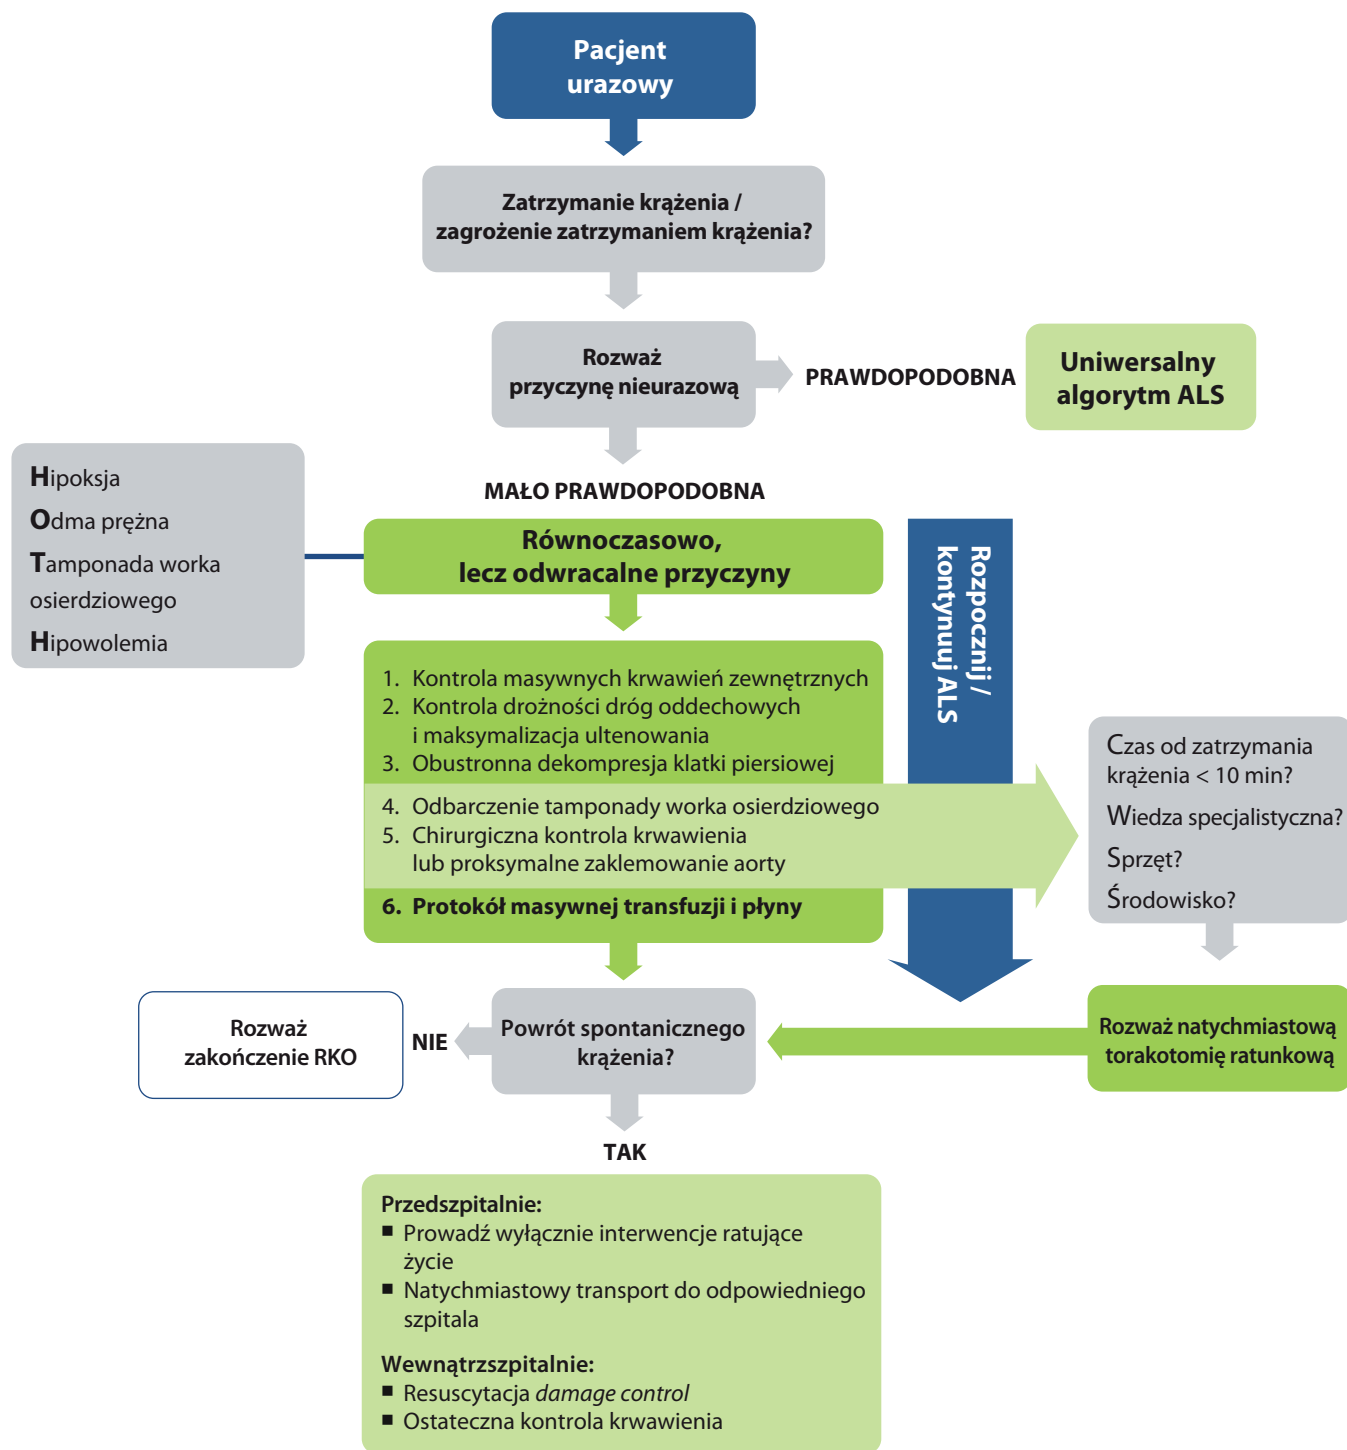 Pacjent
urazowy
Zatrzymanie krążenia /
zagrożenie zatrzymaniem krążenia?
Rozważ
przyczynę nieurazową
PRAWDOPODOBNA
Uniwersalny
algorytm ALS
MAŁO PRAWDOPODOBNA
Hipoksja
Odma prężna
Tamponada worka
osierdziowego
Hipowolemia
Równoczasowo,
lecz odwracalne przyczyny
Rozpocznij /
kontynuuj ALS
1. Kontrola masywnych krwawień zewnętrznych
2. Kontrola drożności dróg oddechowych
i maksymalizacja ultenowania
3. Obustronna dekompresja klatki piersiowej
4. Odbarczenie tamponady worka osierdziowego
5. Chirurgiczna kontrola krwawienia
lub proksymalne zaklemowanie aorty
6. Protokół masywnej transfuzji i płyny
Czas od zatrzymania
krążenia < 10 min?
Wiedza specjalistyczna?
Sprzęt?
Środowisko?
Rozważ natychmiastową
torakotomię ratunkową
Powrót spontanicznego
krążenia?
NIE
Rozważ
zakończenie RKO
TAK
Przedszpitalnie:
■ Prowadź wyłącznie interwencje ratujące
życie
■ Natychmiastowy transport do odpowiedniego
szpitala
Wewnątrzszpitalnie:
■ Resuscytacja damage control
■ Ostateczna kontrola krwawienia